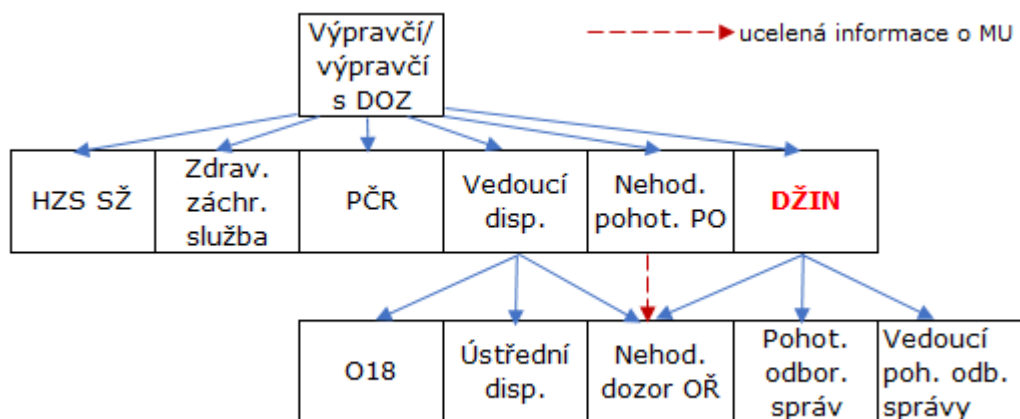 Výpravčí/
výpravčí
s DOZ
ucelená informace o MU
HZS SŽ
Zdrav.
záchr.
služba
PČR
Vedoucí
disp.
Nehod.
pohot. PO
DŽIN
O18
Ústřední
disp.
Nehod.
dozor OŘ
Pohot.
odbor.
správ
Vedoucí
poh. odb.
správy